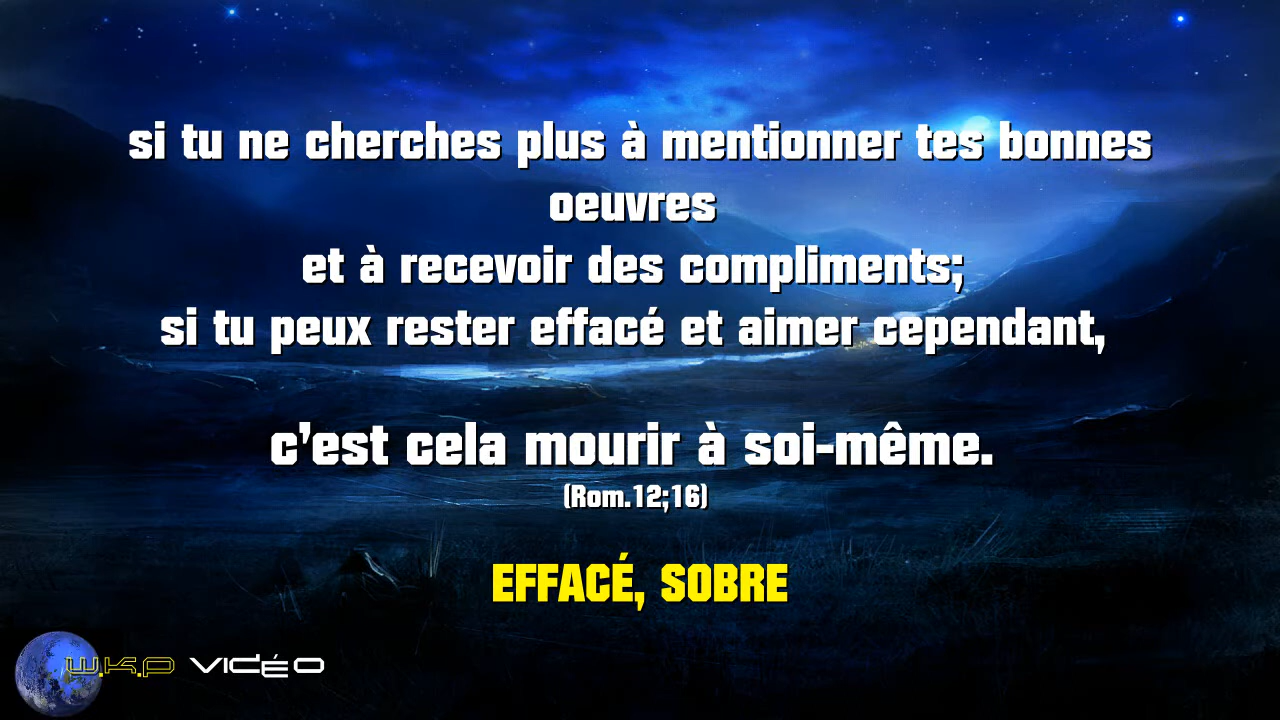 si tu ne cherches plus à mentionner tes bonnes
oeuvres
et à recevoir des compliments;
si tu peux rester effacé et aimer cependant,
c'est cela mourir à soi-même.
(Rom.12;16)
EFFACÉ, SOBRE
W.K.P VIDÉO